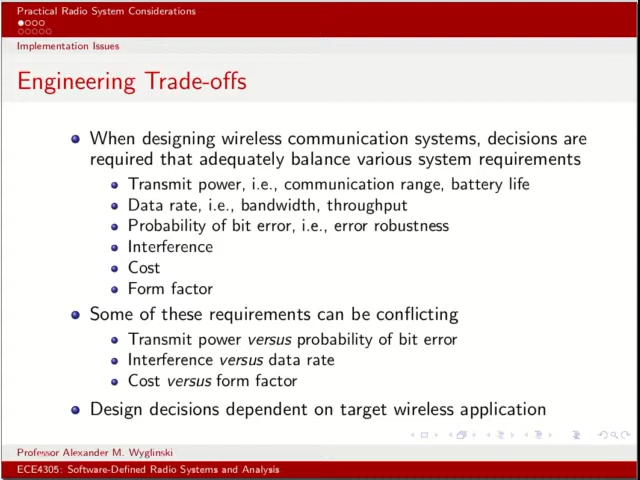 Practical Radio System Considerations
Implementation Issues
Engineering Trade-offs
When designing wireless communication systems, decisions are
required that adequately balance various system requirements
Transmit power, i.e., communication range, battery life
Data rate, i.e., bandwidth, throughput
Probability of bit error, i.e., error robustness
Interference
Cost
Form factor
Some of these requirements can be conflicting
Transmit power versus probability of bit error
Interference versus data rate
Cost versus form factor
Design decisions dependent on target wireless application
Professor Alexander M. Wyglinski
ECE4305: Software-Defined Radio Systems and Analysis